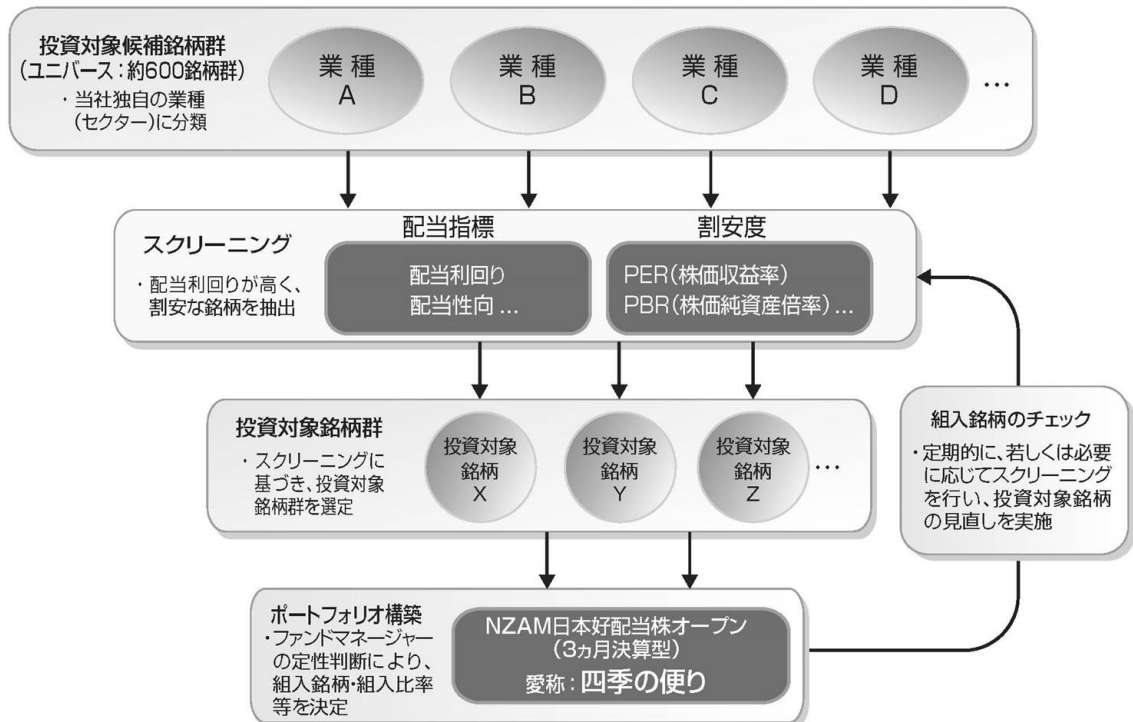 投資対象候補銘柄群
(ユニバース：約600銘柄群)
・当社独自の業種
(セクター)に分類
業種
A
業種
B
業種
C
業種
D
…
スクリーニング
・配当利回りが高く、
割安な銘柄を抽出
配当指標
配当利回り
配当性向…
割安度
PER(株価収益率)
PBR(株価純資産倍率)…
投資対象銘柄群
・スクリーニングに
基づき、投資対象
銘柄群を選定
投資対象
銘柄
X
投資対象
銘柄
Y
投資対象
銘柄
Z
…
組入銘柄のチェック
・定期的に、若しくは必要
に応じてスクリーニング
を行い、投資対象銘柄
の見直しを実施
ポートフォリオ構築
・ファンドマネージャー
の定性判断により、
組入銘柄・組入比率
等を決定
NZAM日本好配当株オープン
(3ヵ月決算型)
愛称：四季の便り